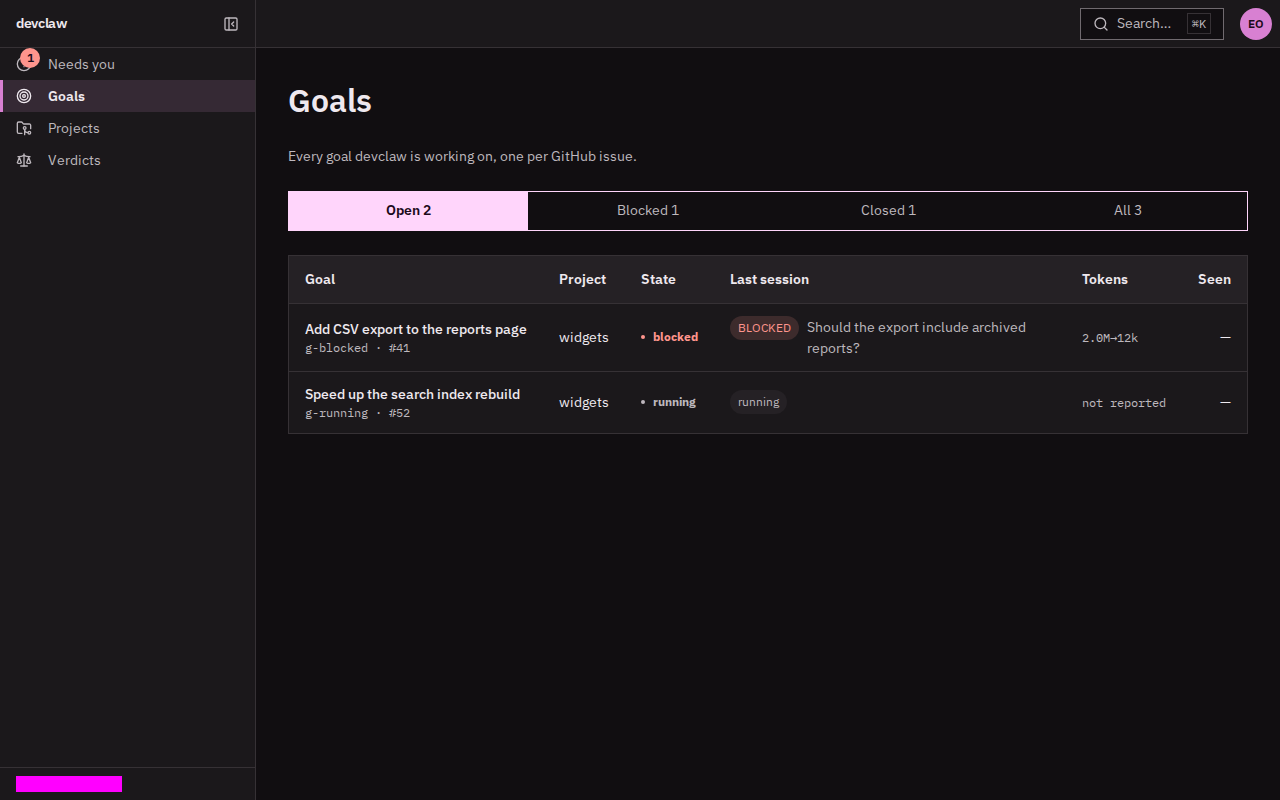 devclaw
Search...
⌘K
EO
1
Needs you
Goals
Projects
Verdicts
Goals
Every goal devclaw is working on, one per GitHub issue.
Open 2
Blocked 1
Closed 1
All 3
Goal
Project
State
Last session
Tokens
Seen
Add CSV export to the reports page
g-blocked · #41
widgets
• blocked
BLOCKED
Should the export include archived
reports?
2.0M→12k
—
Speed up the search index rebuild
g-running · #52
widgets
• running
running
not reported
—